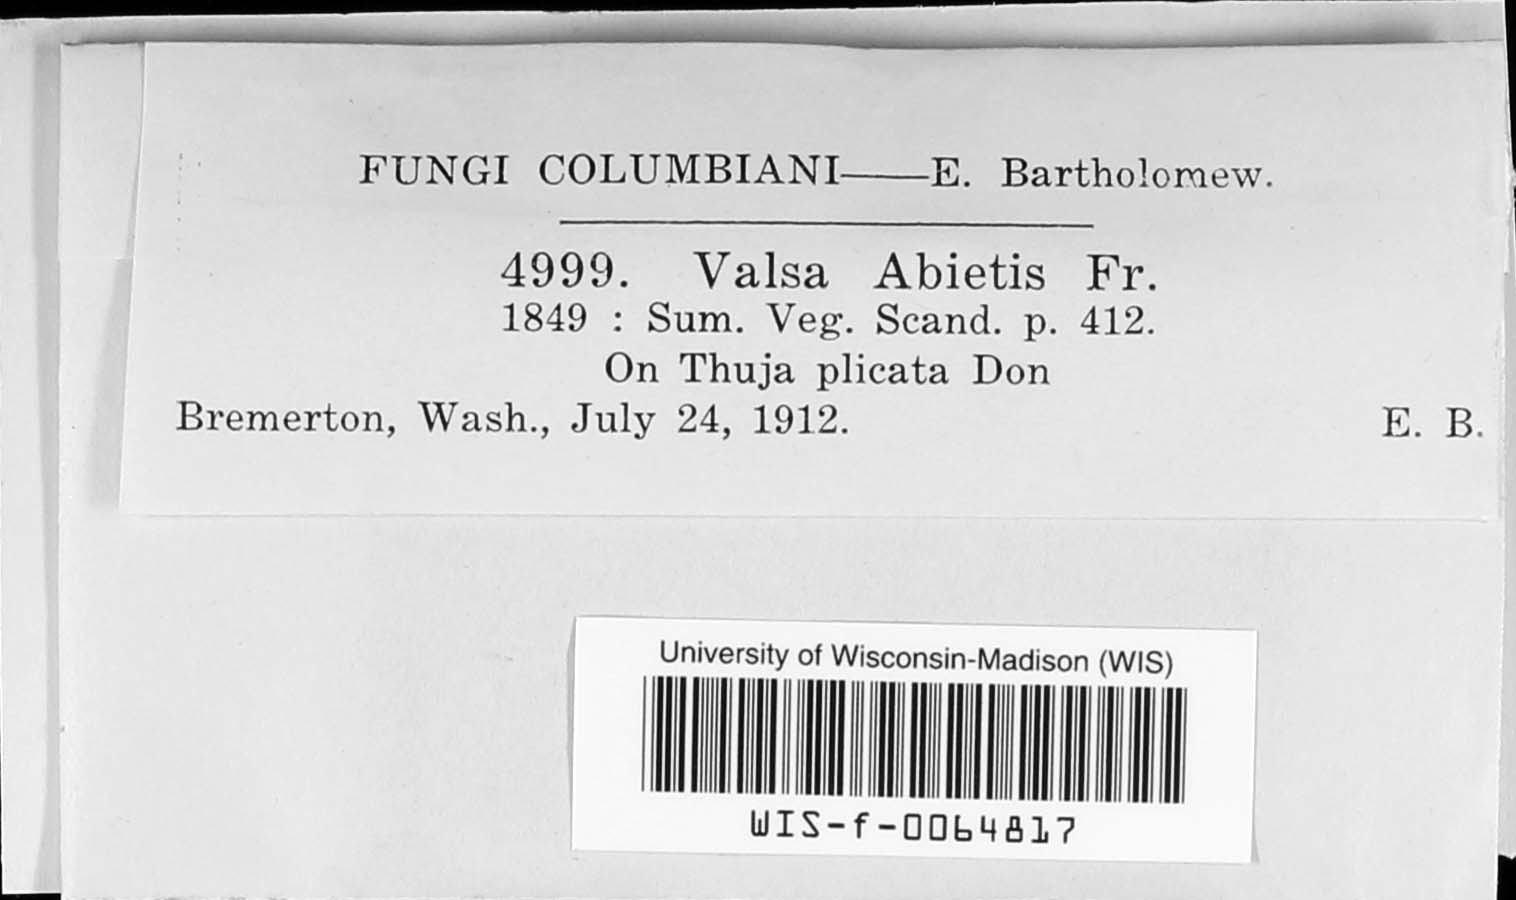 FUNGI COLUMBIANI——E. Bartholomew.
4999. Valsa Abietis Fr.
1849 : Sum. Veg. Scand. p. 412.
On Thuja plicata Don
Bremerton, Wash., July 24, 1912. E. B.
University of Wisconsin-Madison (WIS)
WIS-f-0064817